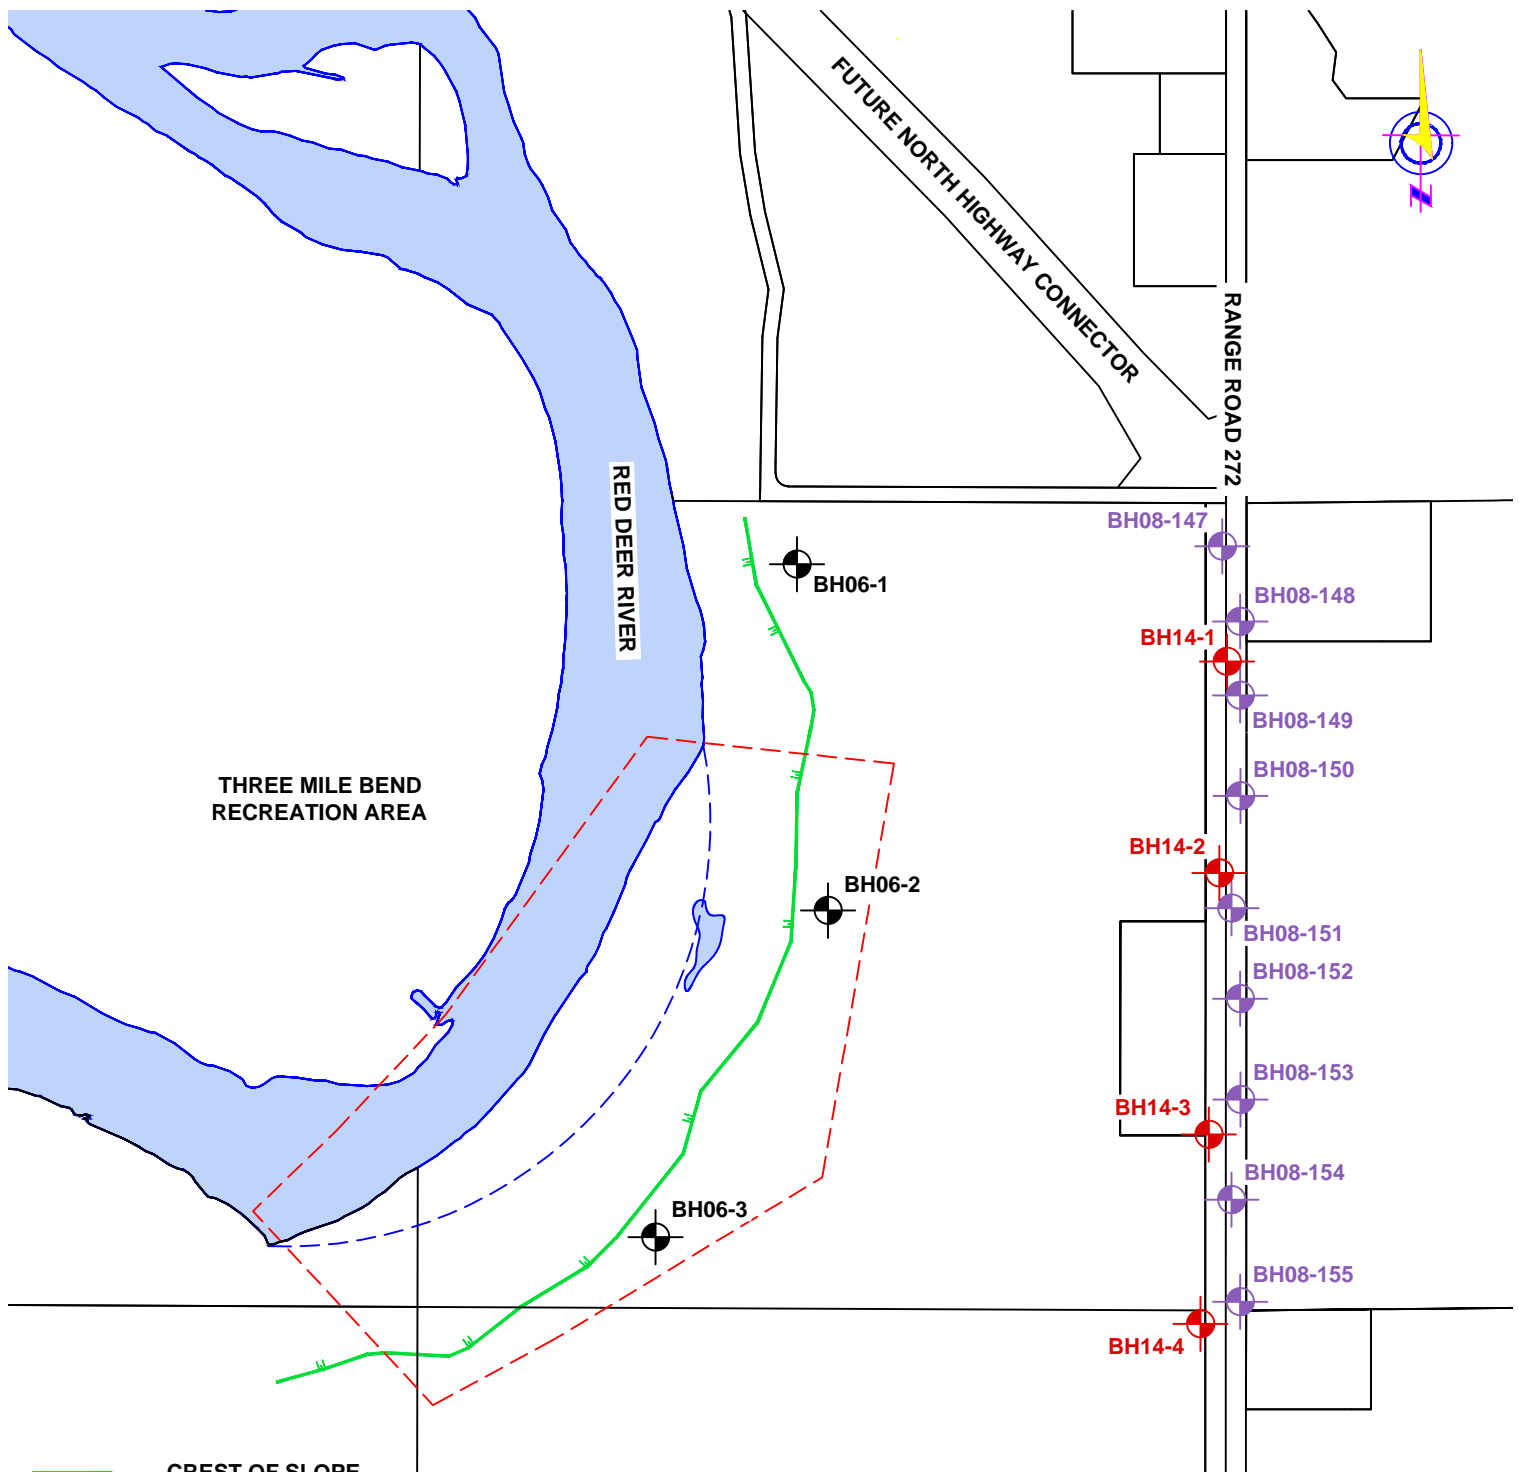 FUTURE NORTH HIGHWAY CONNECTOR
N
RANGE ROAD 272
RED DEER RIVER
BH08-147
BH06-1
BH08-148
BH14-1
BH08-149
THREE MILE BEND
RECREATION AREA
BH08-150
BH14-2
BH06-2
BH08-151
BH08-152
BH08-153
BH14-3
BH08-154
BH06-3
BH08-155
BH14-4
CREST OF SLOPE